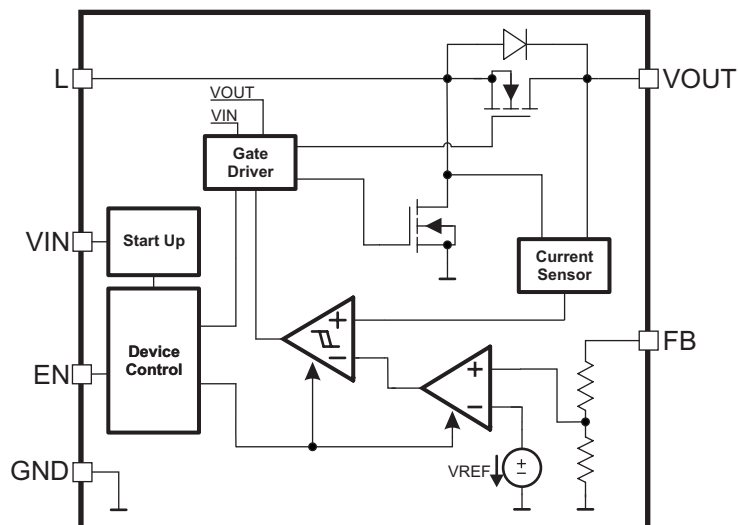 L
VOUT
VOUT
VIN
Gate
Driver
VIN
Start Up
Current
Sensor
+
−
FB
EN
Device
Control
+
−
VREF
+
−
GND